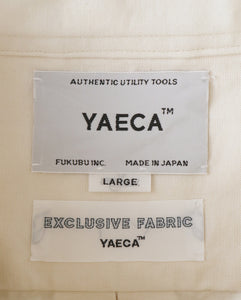 AUTHENTIC UTILITY TOOLS
YAECA™
FUKUBU INC. MADE IN JAPAN
LARGE
EXCLUSIVE FABRIC
YAECA™